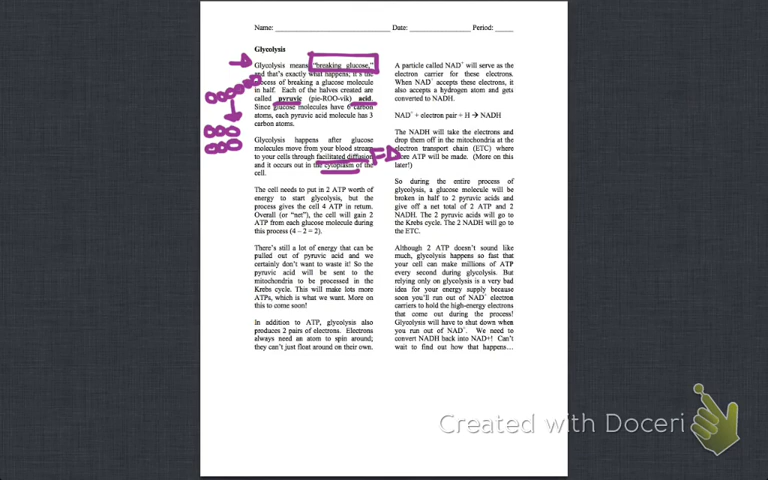 Name: Date: Period:
Glycolysis
Glycolysis means "breaking glucose,"
and that's exactly what happens; it's the
process of breaking a glucose molecule
in half. Each of the halves created are
called pyruvic (pie-ROO-vik) acid.
Since glucose molecules have 6 carbon
atoms, each pyruvic acid molecule has 3
carbon atoms.
Glycolysis happens after glucose
molecules move from your blood stream
to your cells through facilitated diffusion
and it occurs out in the cytoplasm of the
cell.
The cell needs to put in 2 ATP worth of
energy to start glycolysis, but the
process gives the cell 4 ATP in return.
Overall (or "net"), the cell will gain 2
ATP from each glucose molecule during
this process (4 – 2 = 2).
There's still a lot of energy that can be
pulled out of pyruvic acid and we
certainly don't want to waste it! So the
pyruvic acid will be sent to the
mitochondria to be processed in the
Krebs cycle. This will make lots more
ATPs, which is what we want. More on
this to come soon!
In addition to ATP, glycolysis also
produces 2 pairs of electrons. Electrons
always need an atom to spin around;
they can't just float around on their own.
A particle called NAD⁺ will serve as the
electron carrier for these electrons.
When NAD⁺ accepts these electrons, it
also accepts a hydrogen atom and gets
converted to NADH.
NAD⁺ + electron pair + H → NADH
The NADH will take the electrons and
drop them off in the mitochondria at the
electron transport chain (ETC) where
more ATP will be made. (More on this
later!)
FD
So during the entire process of
glycolysis, a glucose molecule will be
broken in half to 2 pyruvic acids and
give off a net total of 2 ATP and 2
NADH. The 2 pyruvic acids will go to
the Krebs cycle. The 2 NADH will go to
the ETC.
Although 2 ATP doesn't sound like
much, glycolysis happens so fast that
your cell can make millions of ATP
every second during glycolysis. But
relying only on glycolysis is a very bad
idea for your energy supply because
soon you'll run out of NAD⁺ electron
carriers to hold the high-energy electrons
that come out during the process!
Glycolysis will have to shut down when
you run out of NAD⁺. We need to
convert NADH back into NAD+! Can't
wait to find out how that happens…
Created with Doceri